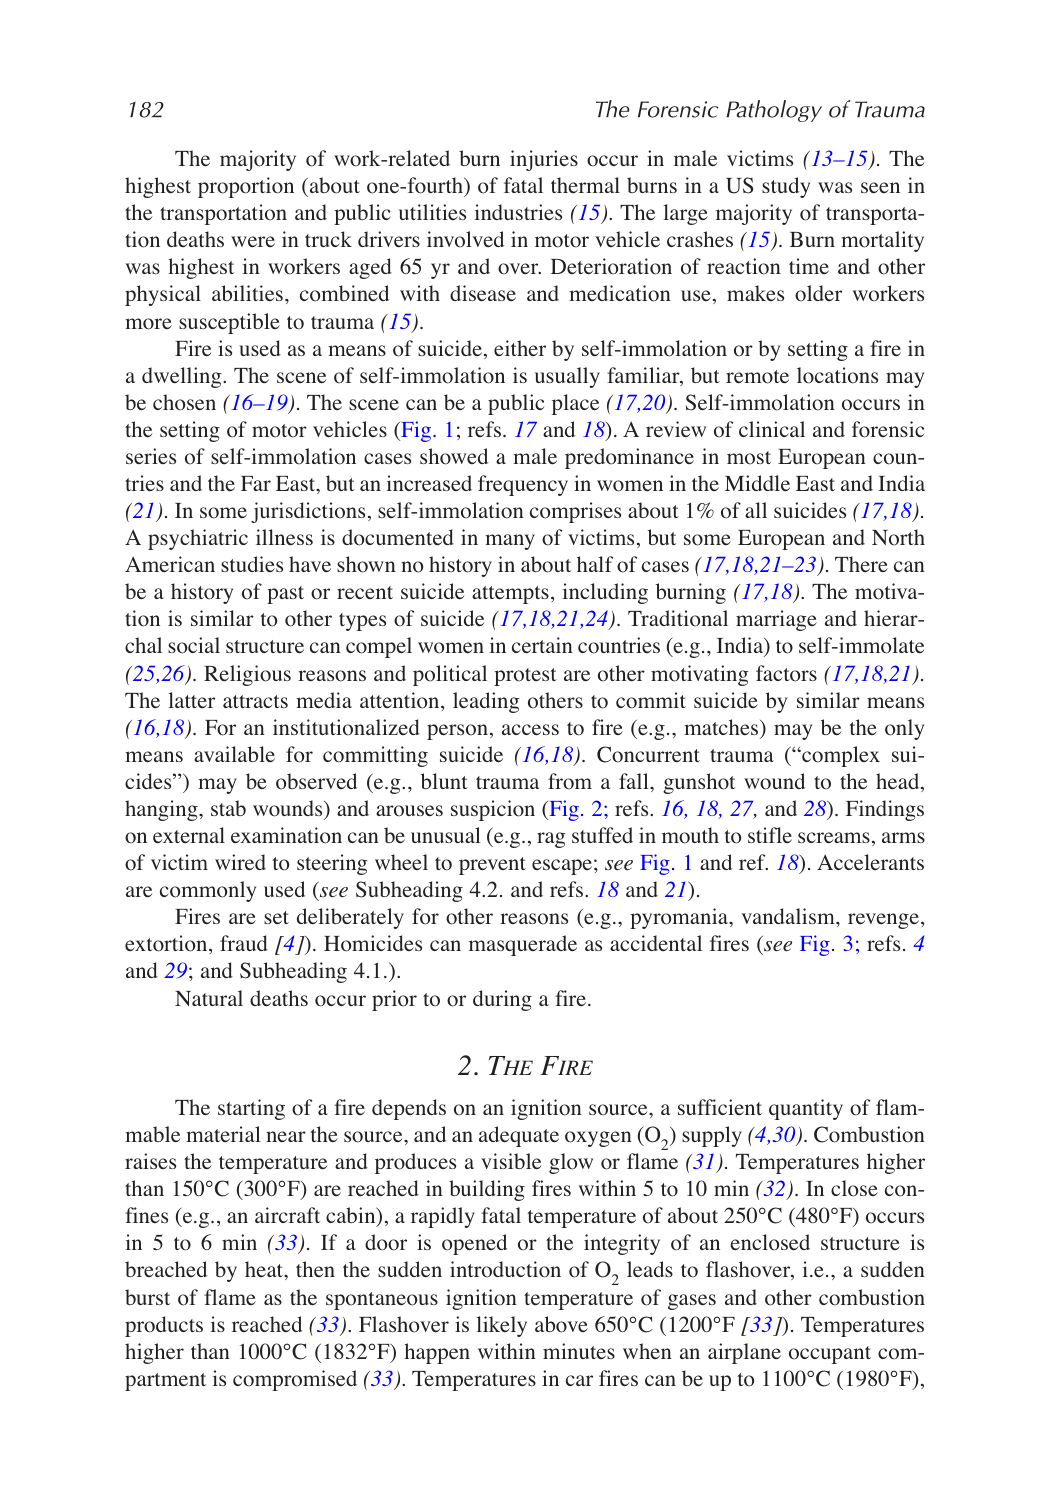 182
The Forensic Pathology of Trauma
The majority of work-related burn injuries occur in male victims (13–15). The
highest proportion (about one-fourth) of fatal thermal burns in a US study was seen in
the transportation and public utilities industries (15). The large majority of transporta-
tion deaths were in truck drivers involved in motor vehicle crashes (15). Burn mortality
was highest in workers aged 65 yr and over. Deterioration of reaction time and other
physical abilities, combined with disease and medication use, makes older workers
more susceptible to trauma (15).
Fire is used as a means of suicide, either by self-immolation or by setting a fire in
a dwelling. The scene of self-immolation is usually familiar, but remote locations may
be chosen (16–19). The scene can be a public place (17,20). Self-immolation occurs in
the setting of motor vehicles (Fig. 1; refs. 17 and 18). A review of clinical and forensic
series of self-immolation cases showed a male predominance in most European coun-
tries and the Far East, but an increased frequency in women in the Middle East and India
(21). In some jurisdictions, self-immolation comprises about 1% of all suicides (17,18).
A psychiatric illness is documented in many of victims, but some European and North
American studies have shown no history in about half of cases (17,18,21–23). There can
be a history of past or recent suicide attempts, including burning (17,18). The motiva-
tion is similar to other types of suicide (17,18,21,24). Traditional marriage and hierar-
chal social structure can compel women in certain countries (e.g., India) to self-immolate
(25,26). Religious reasons and political protest are other motivating factors (17,18,21).
The latter attracts media attention, leading others to commit suicide by similar means
(16,18). For an institutionalized person, access to fire (e.g., matches) may be the only
means available for committing suicide (16,18). Concurrent trauma (“complex sui-
cides”) may be observed (e.g., blunt trauma from a fall, gunshot wound to the head,
hanging, stab wounds) and arouses suspicion (Fig. 2; refs. 16, 18, 27, and 28). Findings
on external examination can be unusual (e.g., rag stuffed in mouth to stifle screams, arms
of victim wired to steering wheel to prevent escape; see Fig. 1 and ref. 18). Accelerants
are commonly used (see Subheading 4.2. and refs. 18 and 21).
Fires are set deliberately for other reasons (e.g., pyromania, vandalism, revenge,
extortion, fraud [4]). Homicides can masquerade as accidental fires (see Fig. 3; refs. 4
and 29; and Subheading 4.1.).
Natural deaths occur prior to or during a fire.
2. THE FIRE
The starting of a fire depends on an ignition source, a sufficient quantity of flam-
mable material near the source, and an adequate oxygen (O2) supply (4,30). Combustion
raises the temperature and produces a visible glow or flame (31). Temperatures higher
than 150°C (300°F) are reached in building fires within 5 to 10 min (32). In close con-
fines (e.g., an aircraft cabin), a rapidly fatal temperature of about 250°C (480°F) occurs
in 5 to 6 min (33). If a door is opened or the integrity of an enclosed structure is
breached by heat, then the sudden introduction of O2 leads to flashover, i.e., a sudden
burst of flame as the spontaneous ignition temperature of gases and other combustion
products is reached (33). Flashover is likely above 650°C (1200°F [33]). Temperatures
higher than 1000°C (1832°F) happen within minutes when an airplane occupant com-
partment is compromised (33). Temperatures in car fires can be up to 1100°C (1980°F),